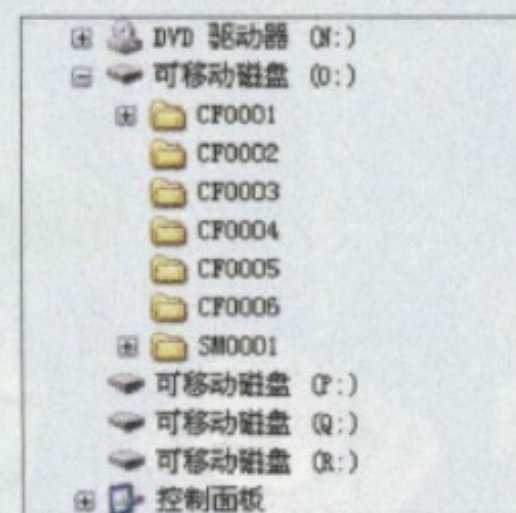 DVD 驱动器 (N:)
可移动磁盘 (O:)
CF0001
CF0002
CF0003
CF0004
CF0005
CF0006
SM0001
可移动磁盘 (P:)
可移动磁盘 (Q:)
可移动磁盘 (R:)
控制面板